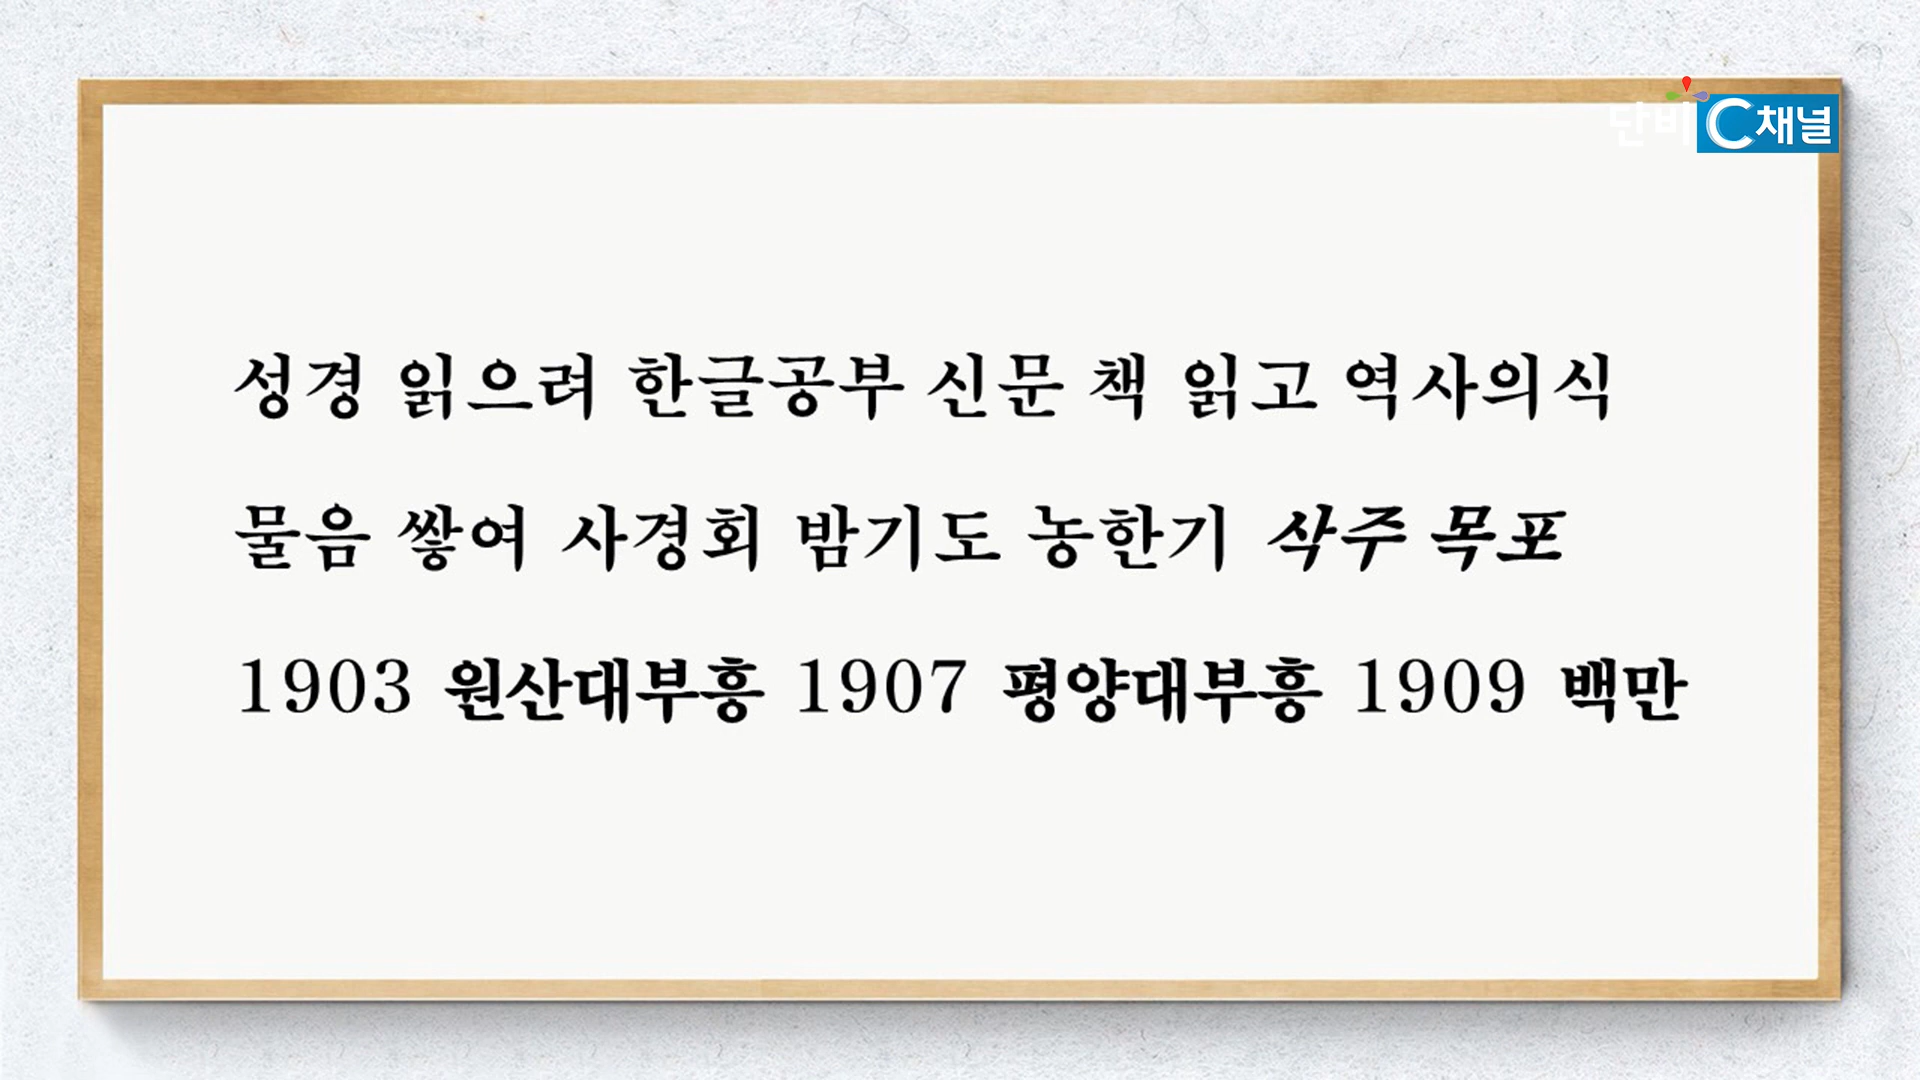 단비 C채널
성경 읽으려 한글공부 신문 책 읽고 역사의식
물음 쌓여 사경회 밤기도 농한기 삭주 목포
1903 원산대부흥 1907 평양대부흥 1909 백만